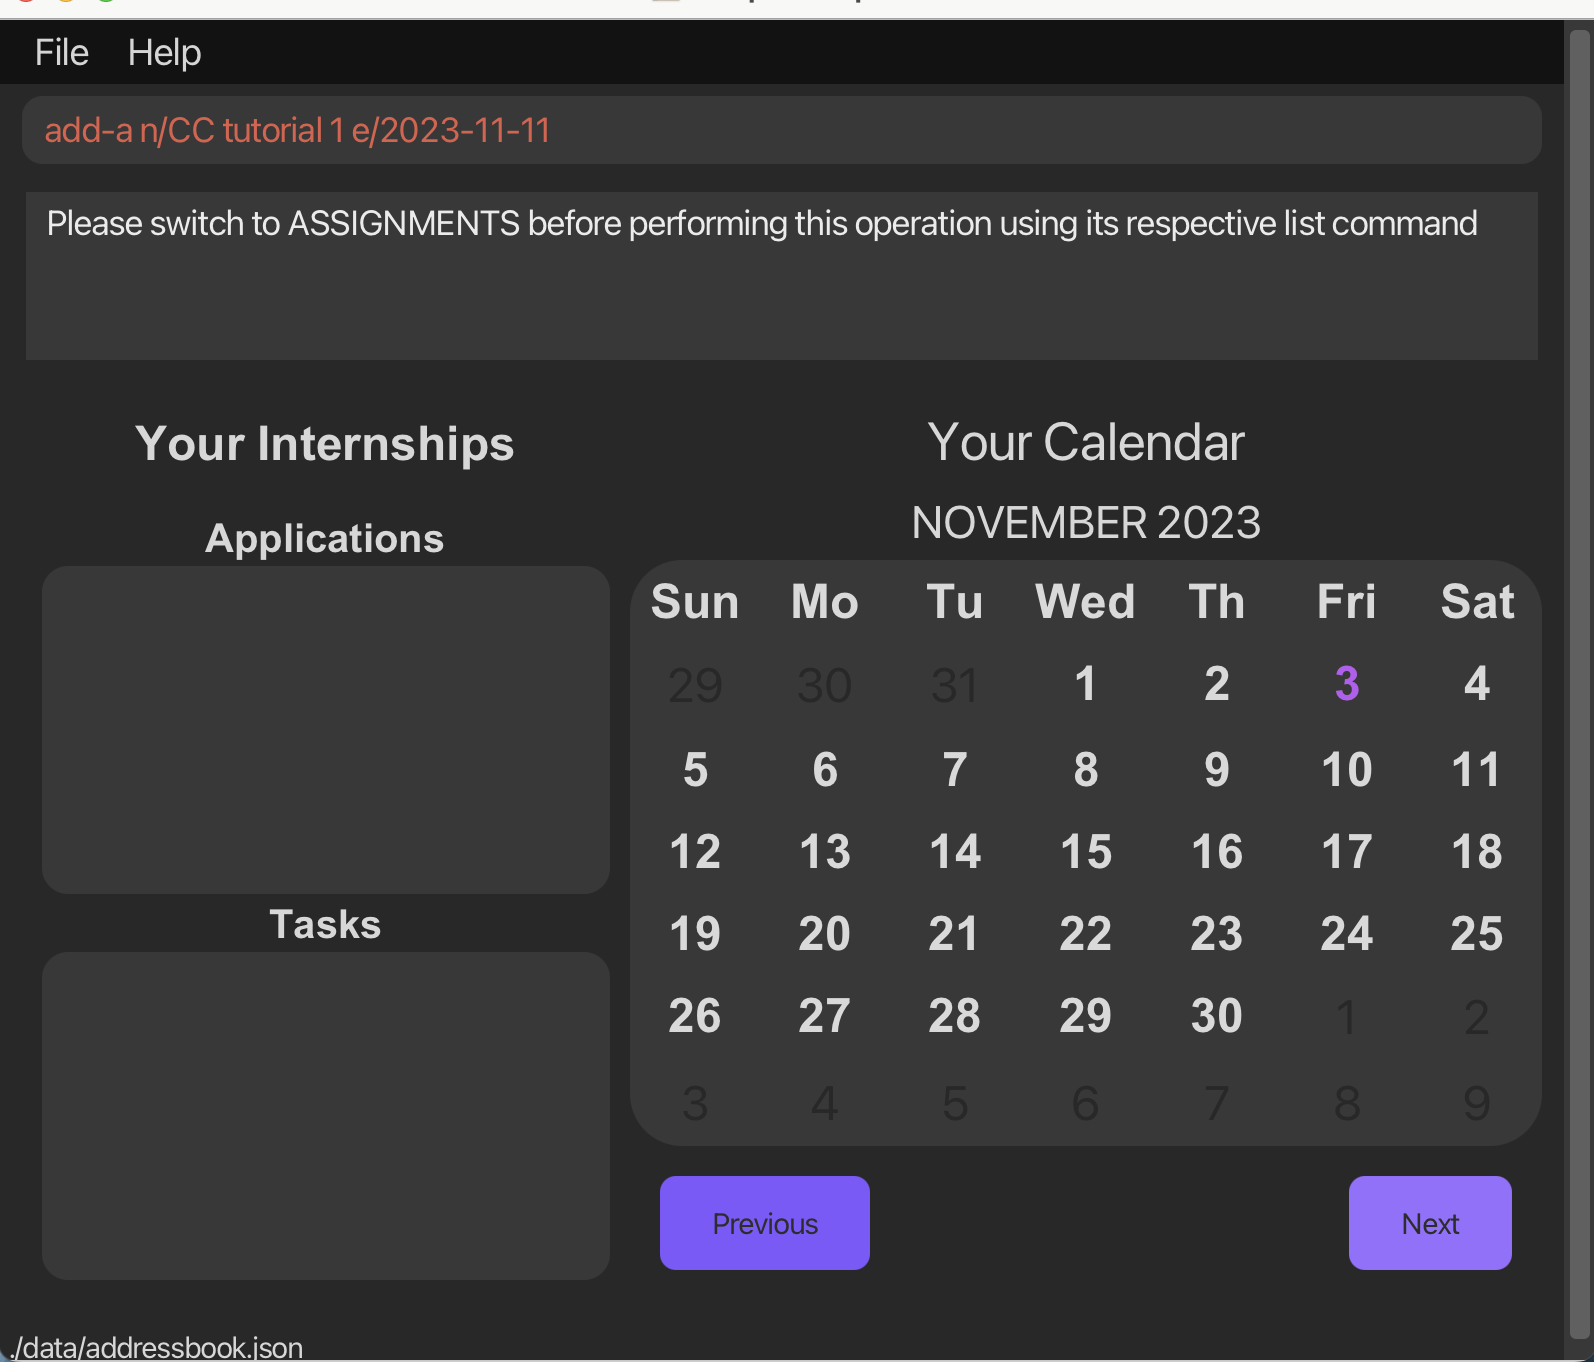 File Help
add-a n/CC tutorial 1 e/2023-11-11
Please switch to ASSIGNMENTS before performing this operation using its respective list command
Your Internships
Applications
Tasks
Your Calendar
NOVEMBER 2023
Sun Mo Tu Wed Th Fri Sat
29 30 31 1 2 3 4
5 6 7 8 9 10 11
12 13 14 15 16 17 18
19 20 21 22 23 24 25
26 27 28 29 30 1 2
3 4 5 6 7 8 9
Previous Next
./data/addressbook.json